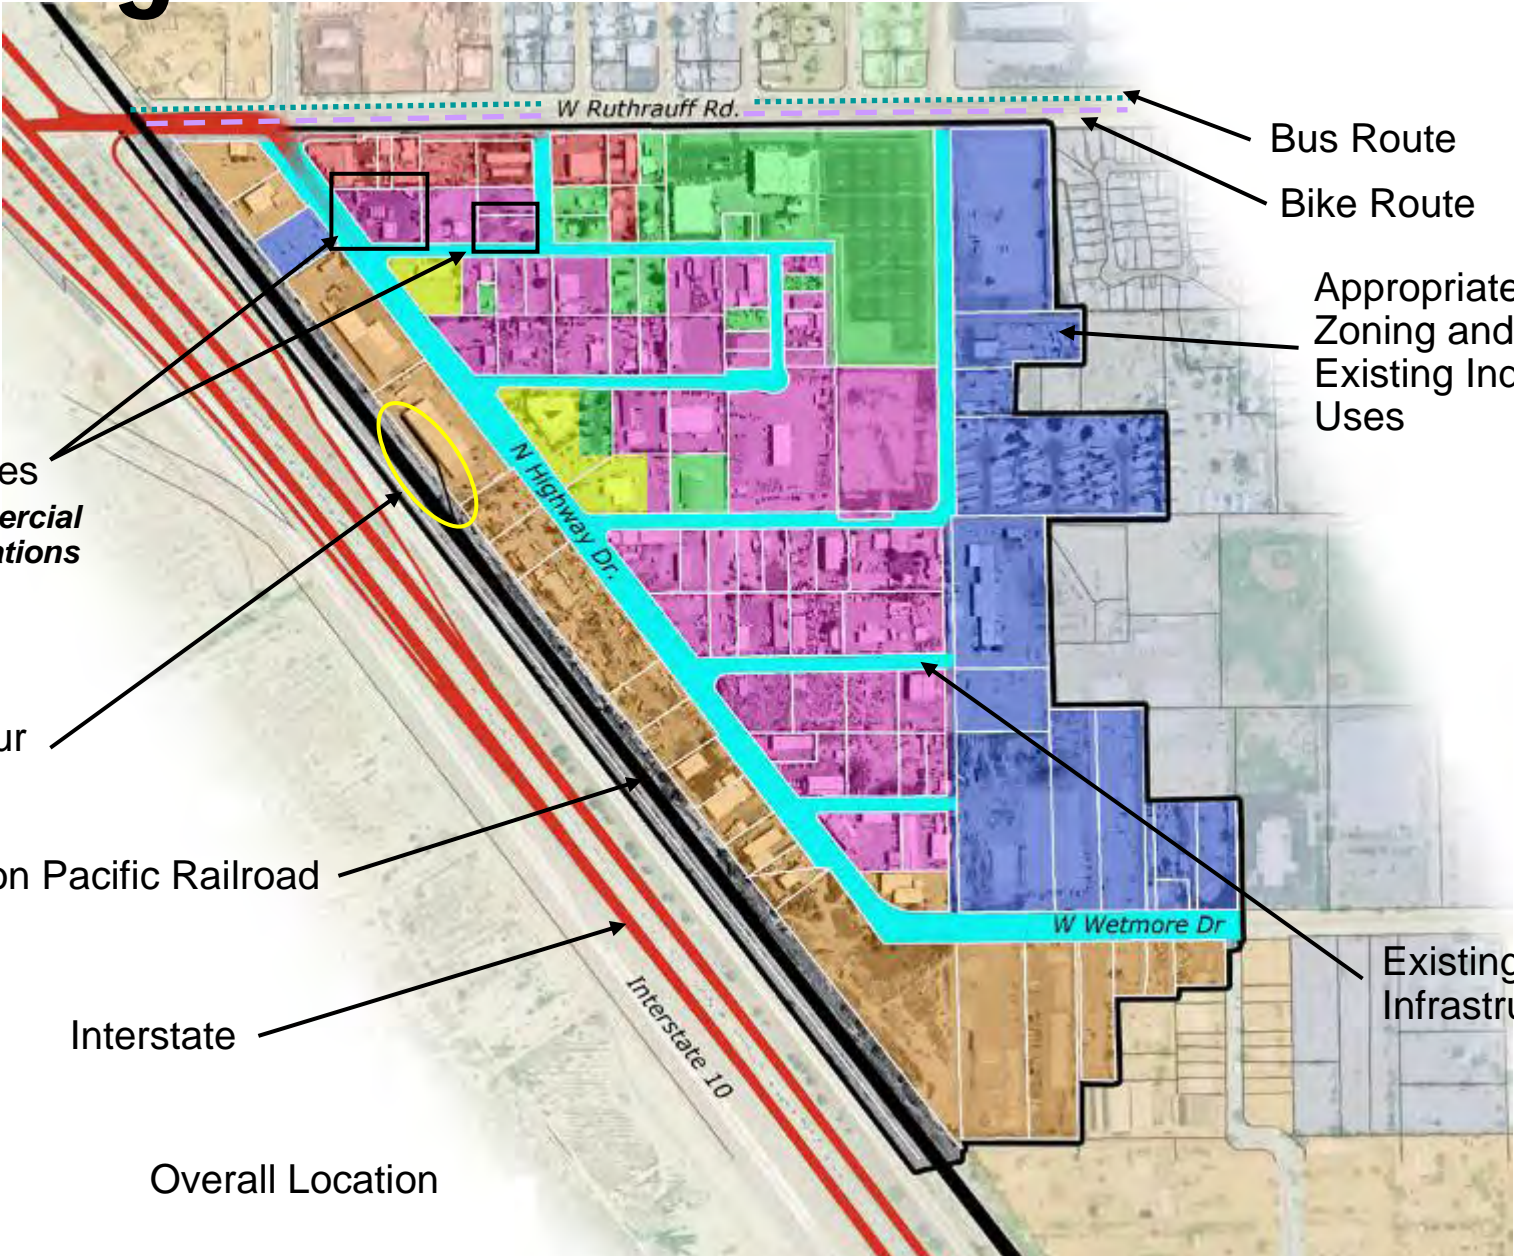 g
W Ruthrauff Rd.
Bus Route
Bike Route
Appropriate
Zoning and
Existing Ind
Uses
es
ercial
ations
N Highway Dr.
ur
on Pacific Railroad
W Wetmore Dr
Existing
Infrastru
Interstate
Interstate 10
Overall Location